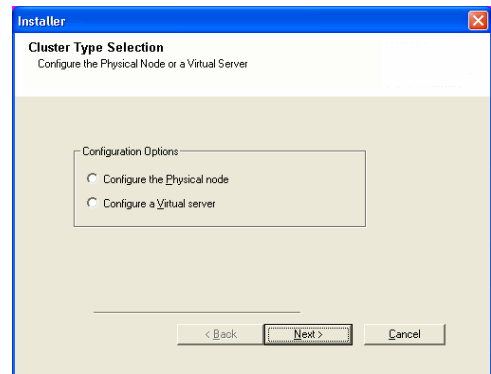 Installer
Cluster Type Selection
Configure the Physical Node or a Virtual Server
Configuration Options
Configure the Physical node
Configure a Virtual server
< Back Next > Cancel